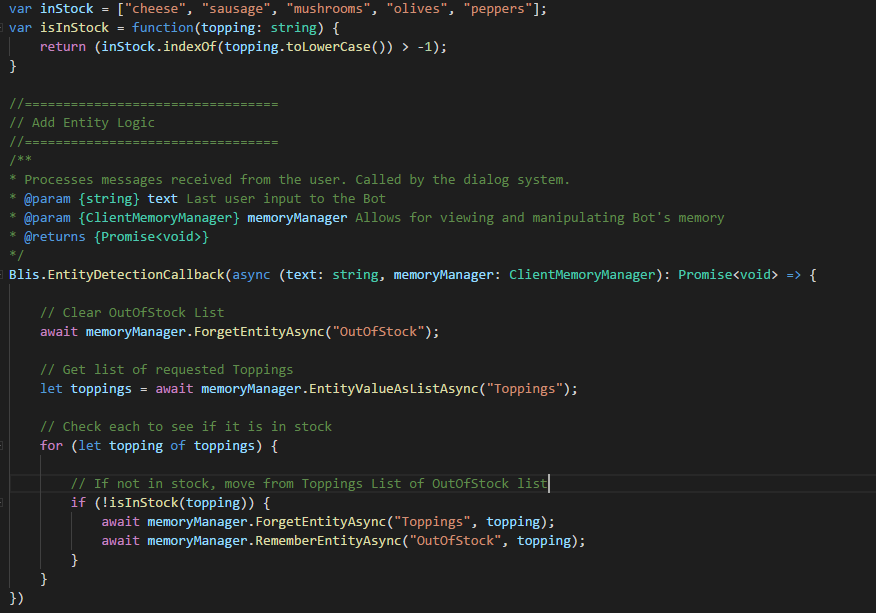 var inStock = ["cheese", "sausage", "mushrooms", "olives", "peppers"];
var isInStock = function(topping: string) {
    return (inStock.indexOf(topping.toLowerCase()) > -1);
}

//=================================
// Add Entity Logic
//=================================
/**
* Processes messages received from the user. Called by the dialog system.
* @param {string} text Last user input to the Bot
* @param {ClientMemoryManager} memoryManager Allows for viewing and manipulating Bot's memory
* @returns {Promise<void>}
*/
Blis.EntityDetectionCallback(async (text: string, memoryManager: ClientMemoryManager): Promise<void> => {

    // Clear OutOfStock List
    await memoryManager.ForgetEntityAsync("OutOfStock");

    // Get list of requested Toppings
    let toppings = await memoryManager.EntityValueAsListAsync("Toppings");

    // Check each to see if it is in stock
    for (let topping of toppings) {

        // If not in stock, move from Toppings List of OutOfStock list
        if (!isInStock(topping)) {
            await memoryManager.ForgetEntityAsync("Toppings", topping);
            await memoryManager.RememberEntityAsync("OutOfStock", topping);
        }
    }
})